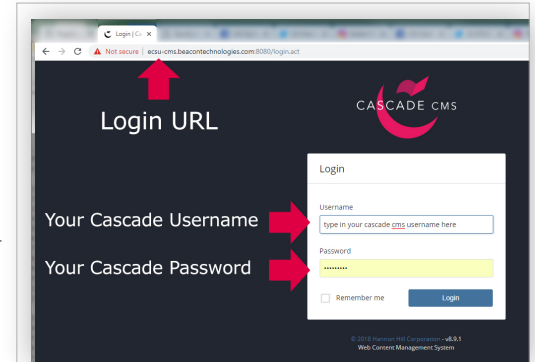 Login | Ca
Not secure | ecsu-cms.beacontechnologies.com:8080/login.act
Login URL
CASCADE CMS
Login
Username
Your Cascade Username
type in your cascade cms username here
Password
Your Cascade Password
Remember me
Login
© 2018 Hannon Hill Corporation - v8.9.1
Web Content Management System